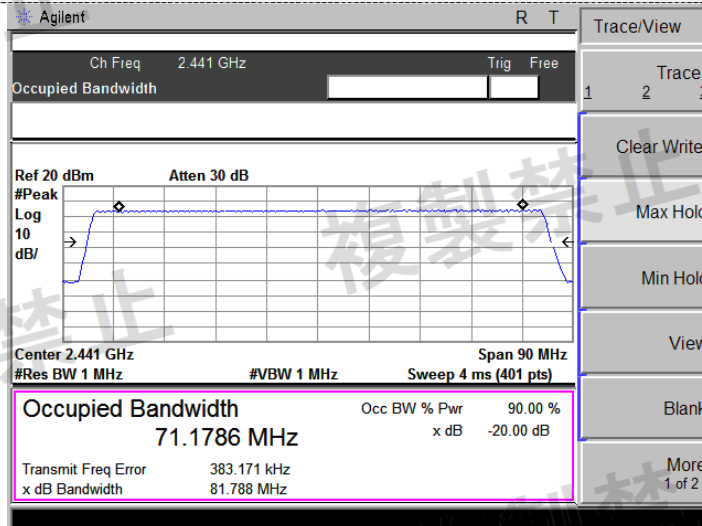 Agilent
R T
Trace/View
Ch Freq 2.441 GHz
Trig Free
Occupied Bandwidth
Trace
1 2
Clear Write
Max Hold
Min Hold
View
Blank
More
1 of 2
Ref 20 dBm Atten 30 dB
#Peak
Log
10
dB/
Center 2.441 GHz Span 90 MHz
#Res BW 1 MHz #VBW 1 MHz Sweep 4 ms (401 pts)
Occupied Bandwidth
71.1786 MHz
Occ BW % Pwr 90.00 %
x dB -20.00 dB
Transmit Freq Error 383.171 kHz
x dB Bandwidth 81.788 MHz
複製禁止
禁止
禁止